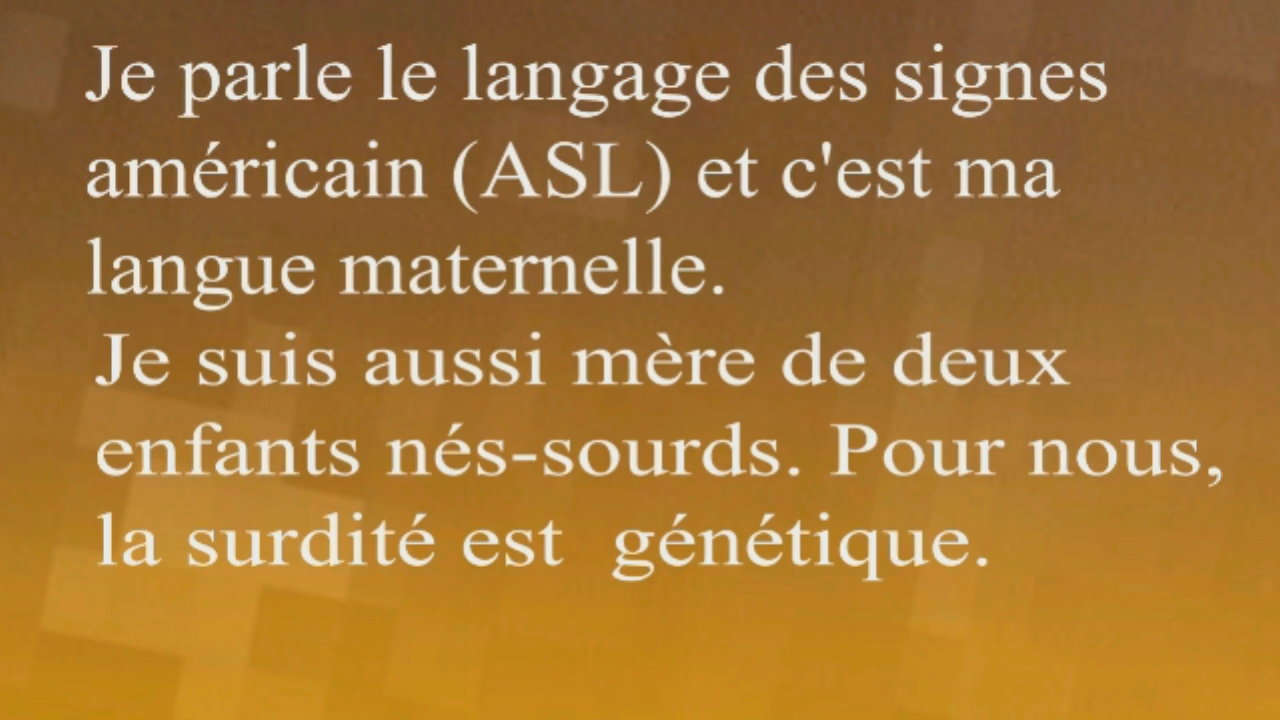 Je parle le langage des signes
américain (ASL) et c'est ma
langue maternelle.
Je suis aussi mère de deux
enfants nés-sourds. Pour nous,
la surdité est  génétique.